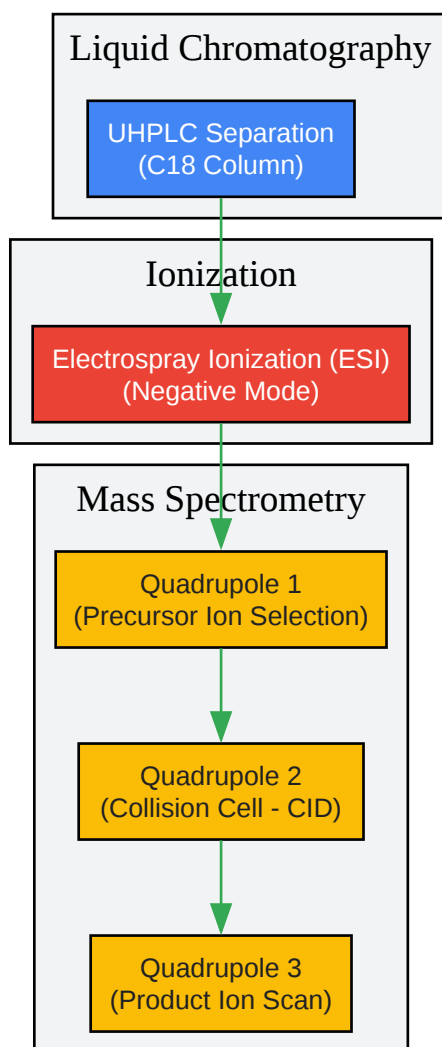 Liquid Chromatography
UHPLC Separation
(C18 Column)
Ionization
Electrospray Ionization (ESI)
(Negative Mode)
Mass Spectrometry
Quadrupole 1
(Precursor Ion Selection)
Quadrupole 2
(Collision Cell - CID)
Quadrupole 3
(Product Ion Scan)